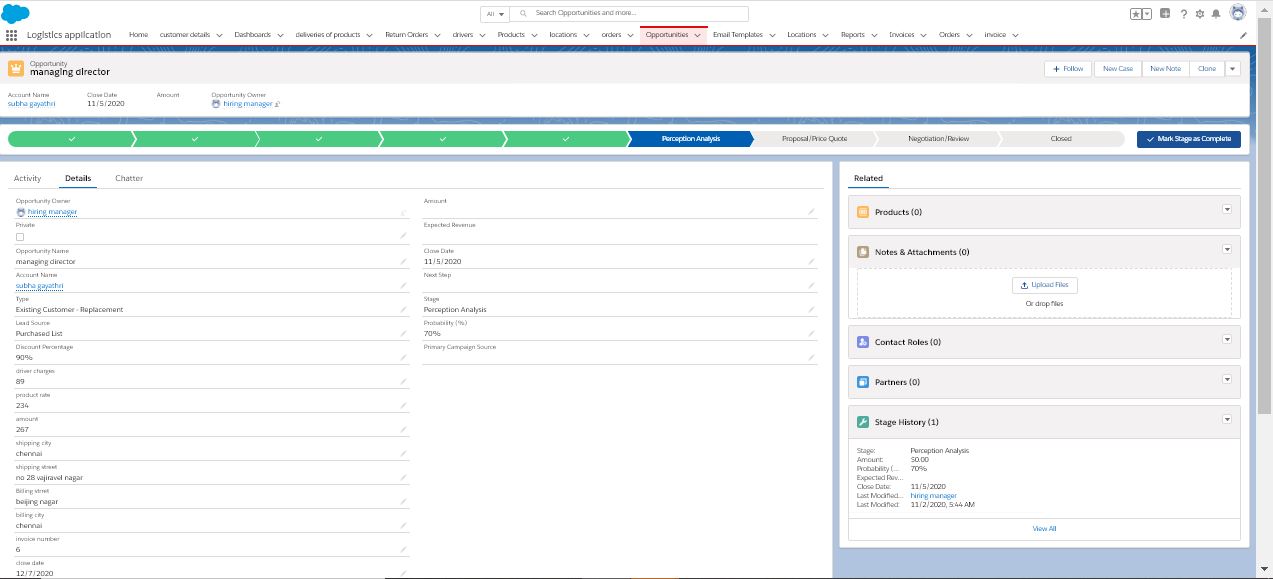 All
Search Opportunities and more...
Logistics application
Home customer details Dashboards deliveries of products Return Orders drivers Products locations orders Opportunities Email Templates Locations Reports Invoices Orders invoice
Opportunity
managing director
Follow New Case New Note Clone
Account Name Close Date Amount Opportunity Owner
subha gayathri 11/5/2020 hiring manager
Perception Analysis Proposal/Price Quote Negotiation/Review Closed Mark Stage as Complete
Activity Details Chatter
Opportunity Owner
hiring manager
Private
Opportunity Name
managing director
Account Name
subha gayathri
Type
Existing Customer - Replacement
Lead Source
Purchased List
Discount Percentage
90%
driver charges
89
product rate
234
amount
267
shipping city
chennai
shipping street
no 28 vajiravel nagar
Billing strret
beijing nagar
billing city
chennai
invoice number
6
close date
12/7/2020
Amount
Expected Revenue
Close Date
11/5/2020
Next Step
Stage
Perception Analysis
Probability (%)
70%
Primary Campaign Source
Related
Products (0)
Notes & Attachments (0)
Upload Files
Or drop files
Contact Roles (0)
Partners (0)
Stage History (1)
Stage: Perception Analysis
Amount: $0.00
Probability (... 70%
Expected Rev...
Close Date: 11/5/2020
Last Modified... hiring manager
Last Modified: 11/2/2020, 5:44 AM
View All